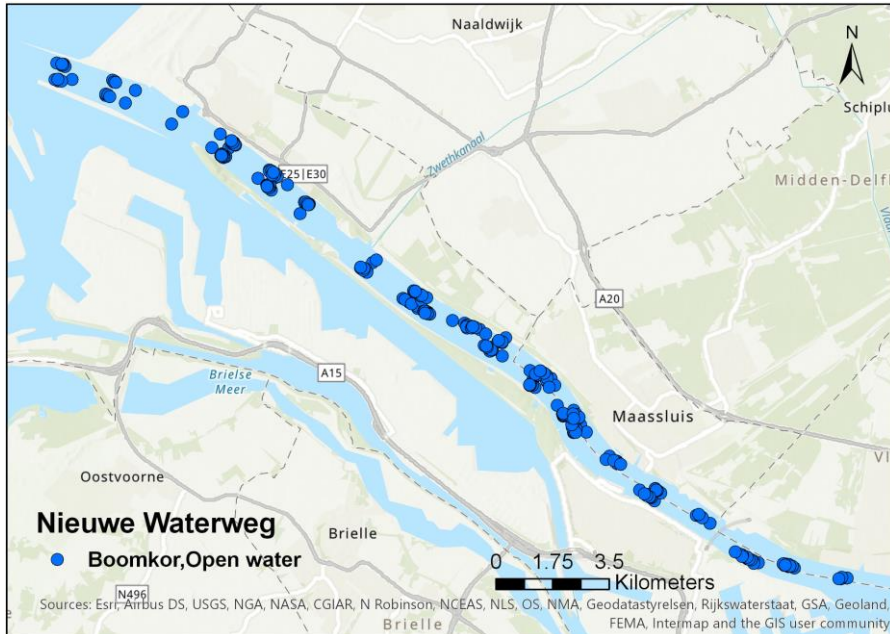 Naaldwijk
N
Schiplu
Zwethkanaal
E25|E30
Midden-Delfl
Vlaa
A20
A15
Brielse
Meer
Maassluis
Vl
Oostvoorne
Nieuwe Waterweg
Brielle
Boomkor,Open water
0 1.75 3.5
Kilometers
N496
Sources: Esri, Airbus DS, USGS, NGA, NASA, CGIAR, N Robinson, NCEAS, NLS, OS, NMA, Geodatastyrelsen, Rijkswaterstaat, GSA, Geoland,
FEMA, Intermap and the GIS user community
Brielle